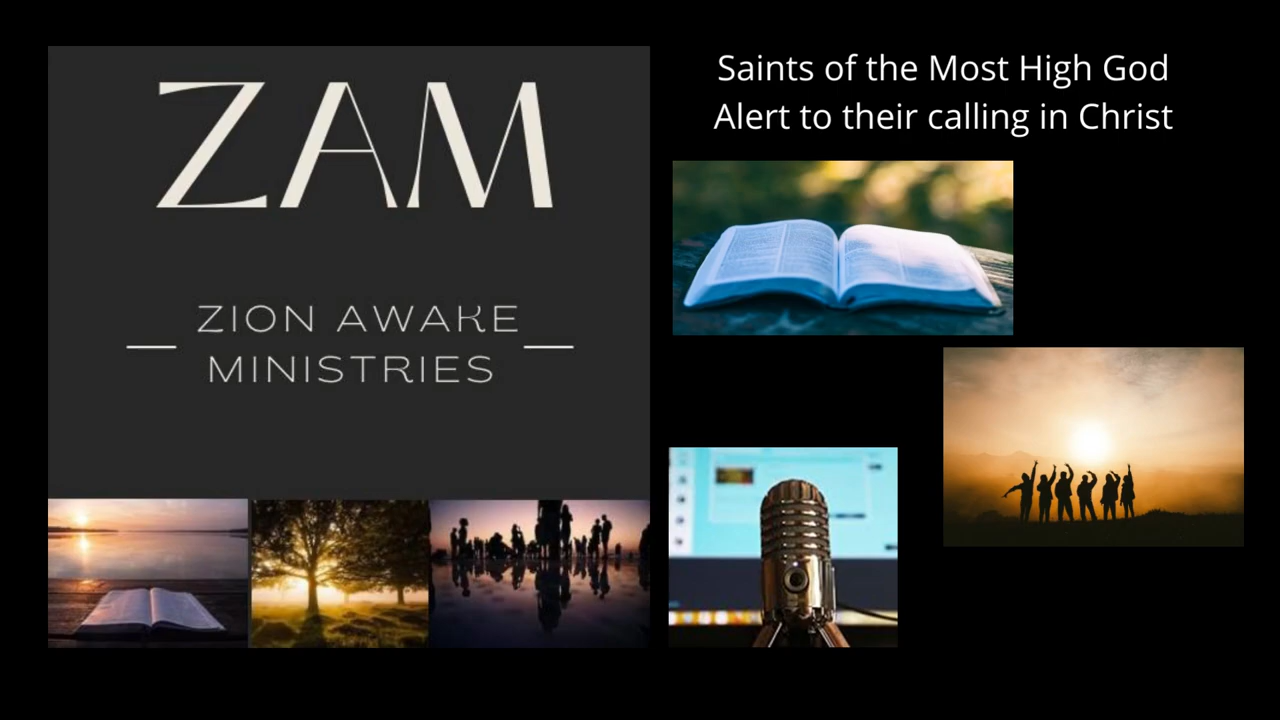 ZAM
ZION AWAKE
MINISTRIES
Saints of the Most High God
Alert to their calling in Christ